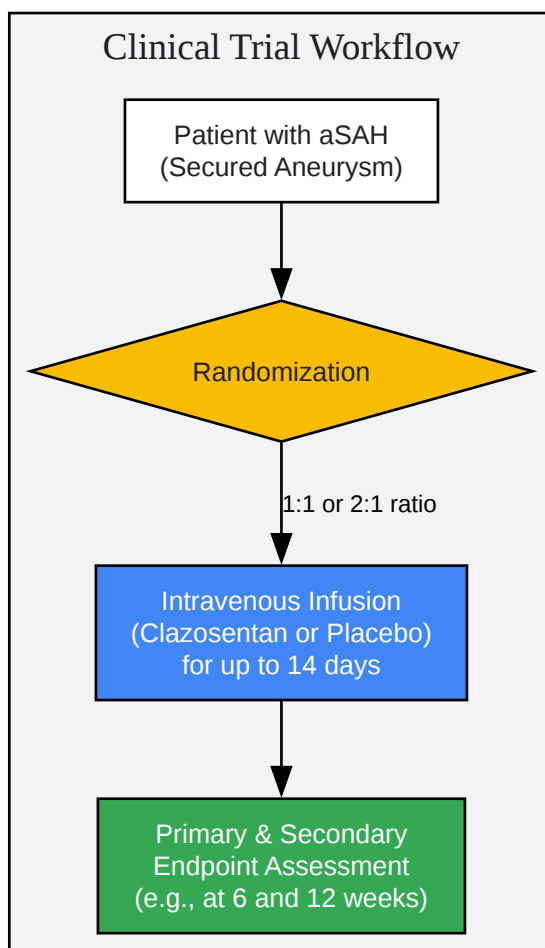 Clinical Trial Workflow
Patient with aSAH
(Secured Aneurysm)
Randomization
1:1 or 2:1 ratio
Intravenous Infusion
(Clazosentan or Placebo)
for up to 14 days
Primary & Secondary
Endpoint Assessment
(e.g., at 6 and 12 weeks)